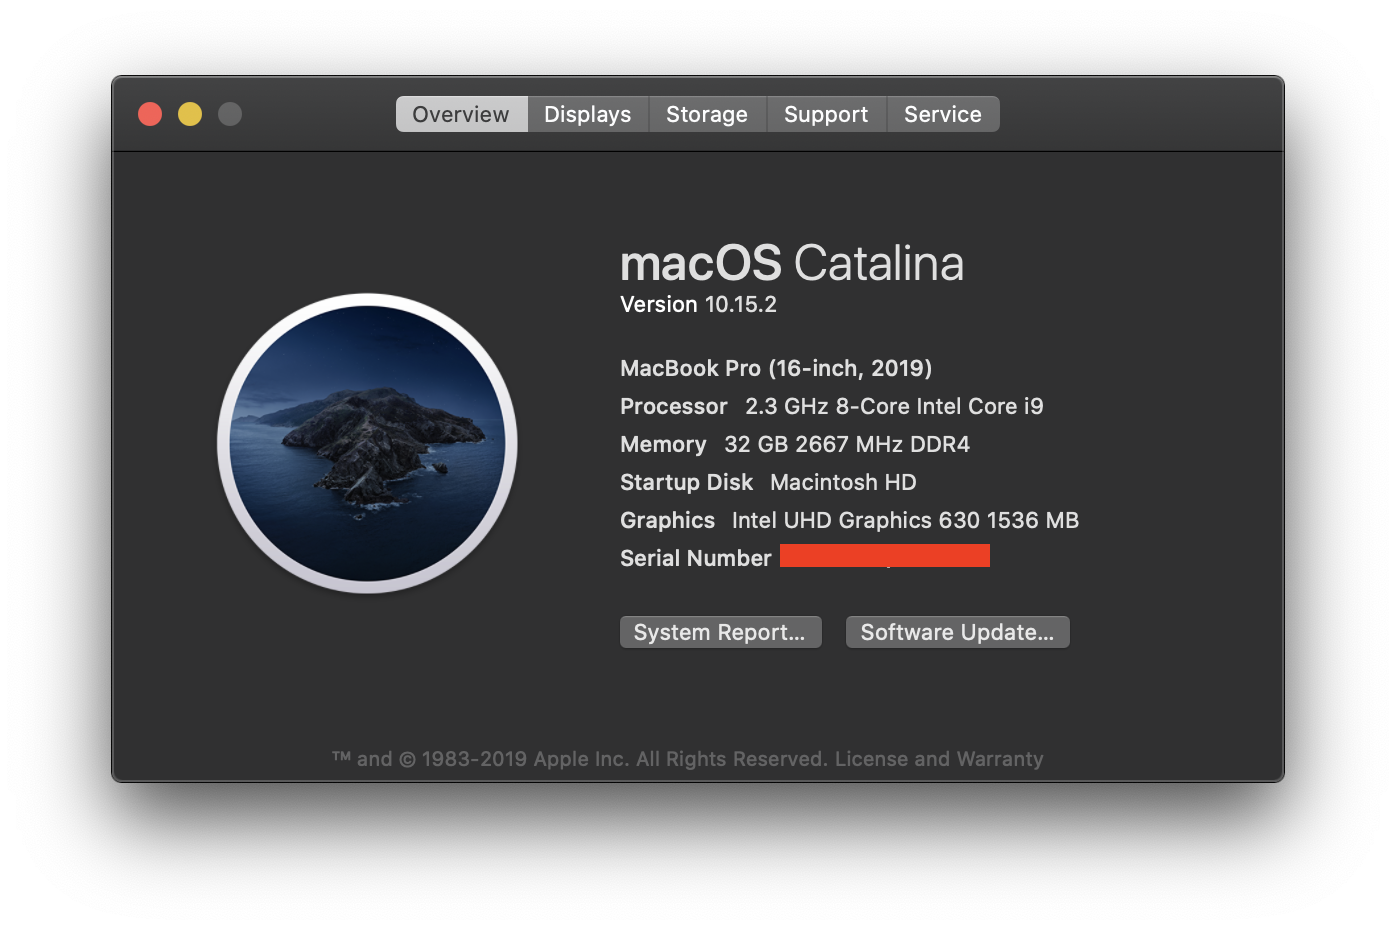 Overview Displays Storage Support Service
macOS Catalina
Version 10.15.2
MacBook Pro (16-inch, 2019)
Processor 2.3 GHz 8-Core Intel Core i9
Memory 32 GB 2667 MHz DDR4
Startup Disk Macintosh HD
Graphics Intel UHD Graphics 630 1536 MB
Serial Number
System Report... Software Update...
™ and © 1983-2019 Apple Inc. All Rights Reserved. License and Warranty